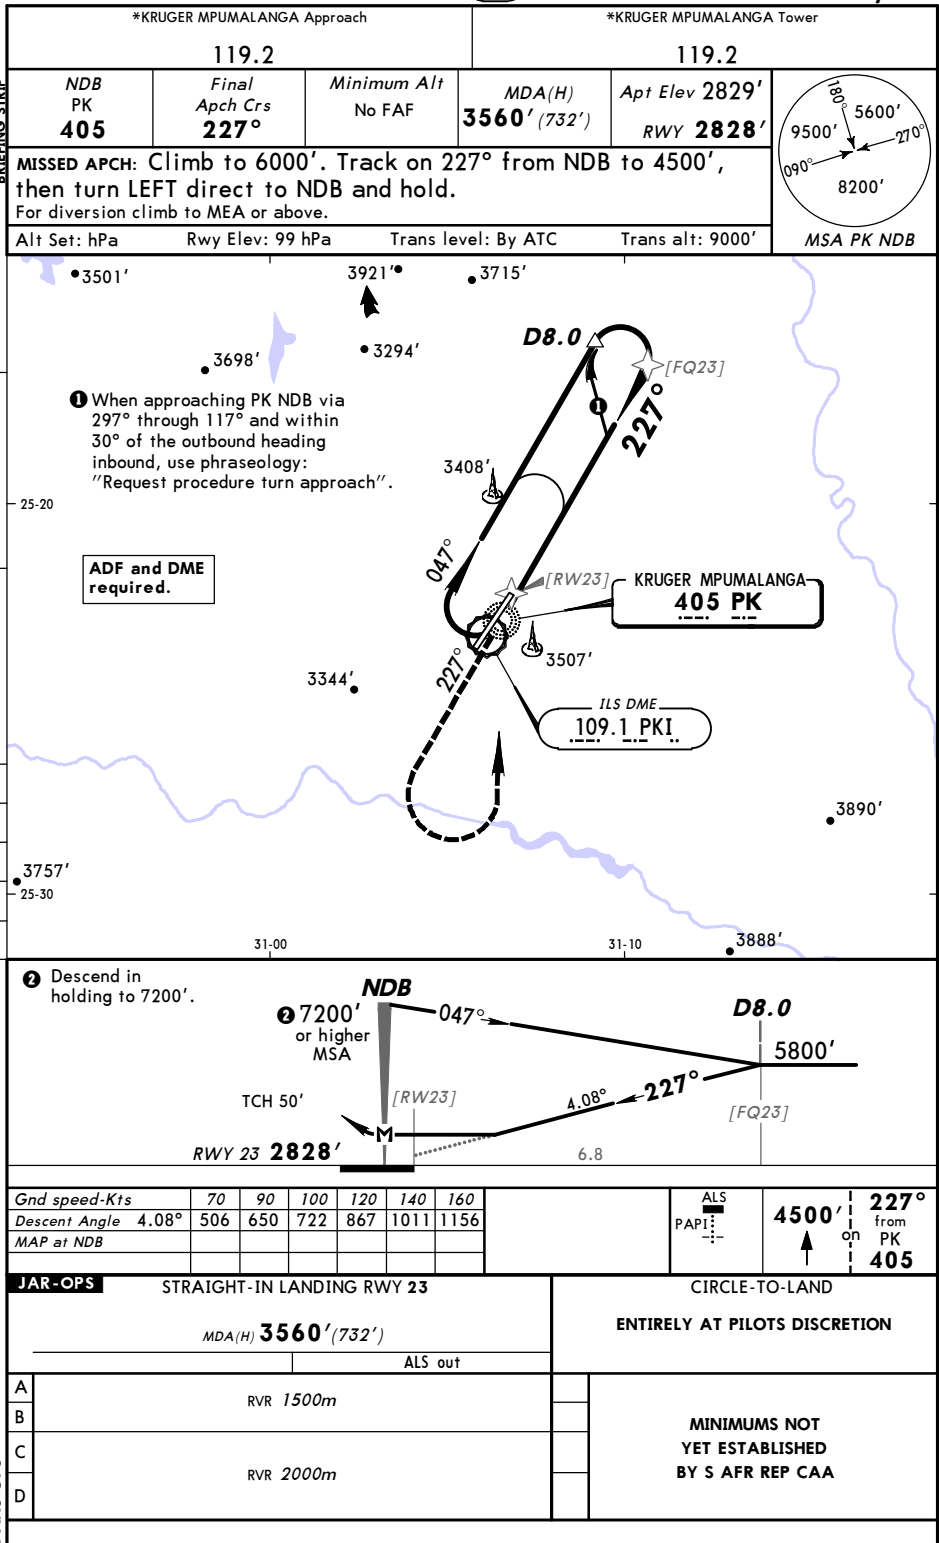 *KRUGER MPUMALANGA Approach
119.2
*KRUGER MPUMALANGA Tower
119.2
NDB
PK
405
Final
Apch Crs
227°
Minimum Alt
No FAF
MDA(H)
3560' (732')
Apt Elev 2829'
RWY 2828'
MISSED APCH: Climb to 6000'. Track on 227° from NDB to 4500',
then turn LEFT direct to NDB and hold.
For diversion climb to MEA or above.
Alt Set: hPa Rwy Elev: 99 hPa Trans level: By ATC Trans alt: 9000'
180°
5600'
9500'
270°
090°
8200'
MSA PK NDB
3501'
3921'
3715'
D8.0
3294'
3698'
[FQ23]
1 When approaching PK NDB via
297° through 117° and within
30° of the outbound heading
inbound, use phraseology:
"Request procedure turn approach".
1
227°
3408'
25-20
047°
ADF and DME
required.
[RW23]
KRUGER MPUMALANGA
405 PK
3507'
227°
3344'
ILS DME
109.1 PKI
3890'
3757'
25-30
31-00
31-10
3888'
2 Descend in
holding to 7200'.
NDB
2 7200'
or higher
MSA
047°
D8.0
5800'
TCH 50'
[RW23]
4.08°
227°
[FQ23]
M
RWY 23 2828'
6.8
Gnd speed-Kts 70 90 100 120 140 160
Descent Angle 4.08° 506 650 722 867 1011 1156
MAP at NDB
ALS
PAPI
4500'
on
227°
from
PK
405
JAR-OPS
STRAIGHT-IN LANDING RWY 23
CIRCLE-TO-LAND
MDA(H) 3560' (732')
ENTIRELY AT PILOTS DISCRETION
ALS out
A
B
RVR 1500m
C
D
RVR 2000m
MINIMUMS NOT
YET ESTABLISHED
BY S AFR REP CAA